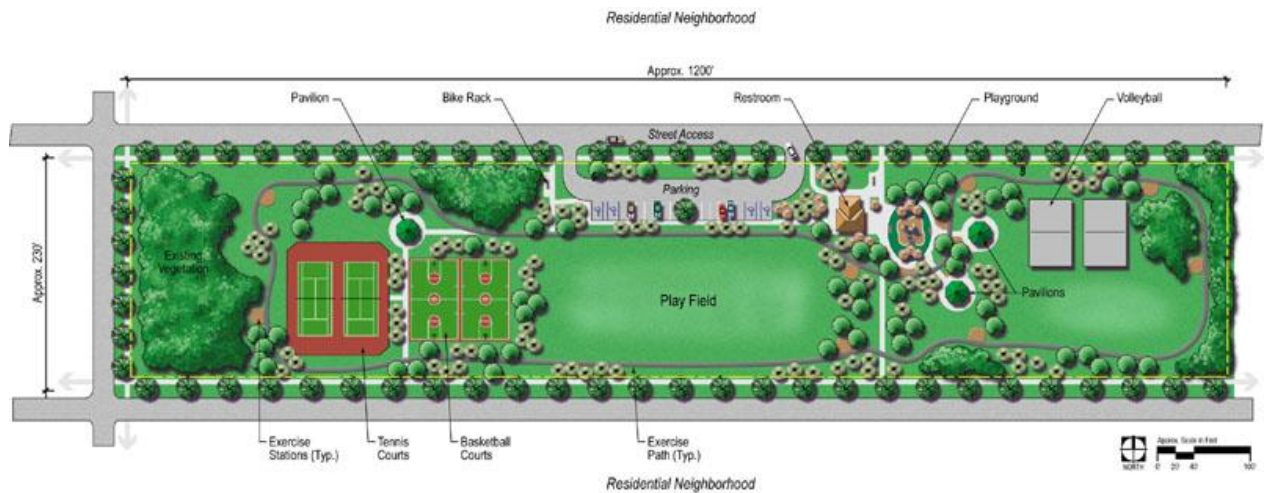 Residential Neighborhood
Approx. 1200'
Pavilion
Bike Rack
Restroom
Playground
Volleyball
Street Access
Parking
Approx. 230'
Existing
Vegetation
Play Field
Pavilions
Exercise
Stations (Typ.)
Tennis
Courts
Basketball
Courts
Exercise
Path (Typ.)
NORTH
Approx. Scale in Feet
0' 20' 40' 100'
Residential Neighborhood